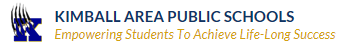 K
KIMBALL AREA PUBLIC SCHOOLS
Empowering Students To Achieve Life-Long Success